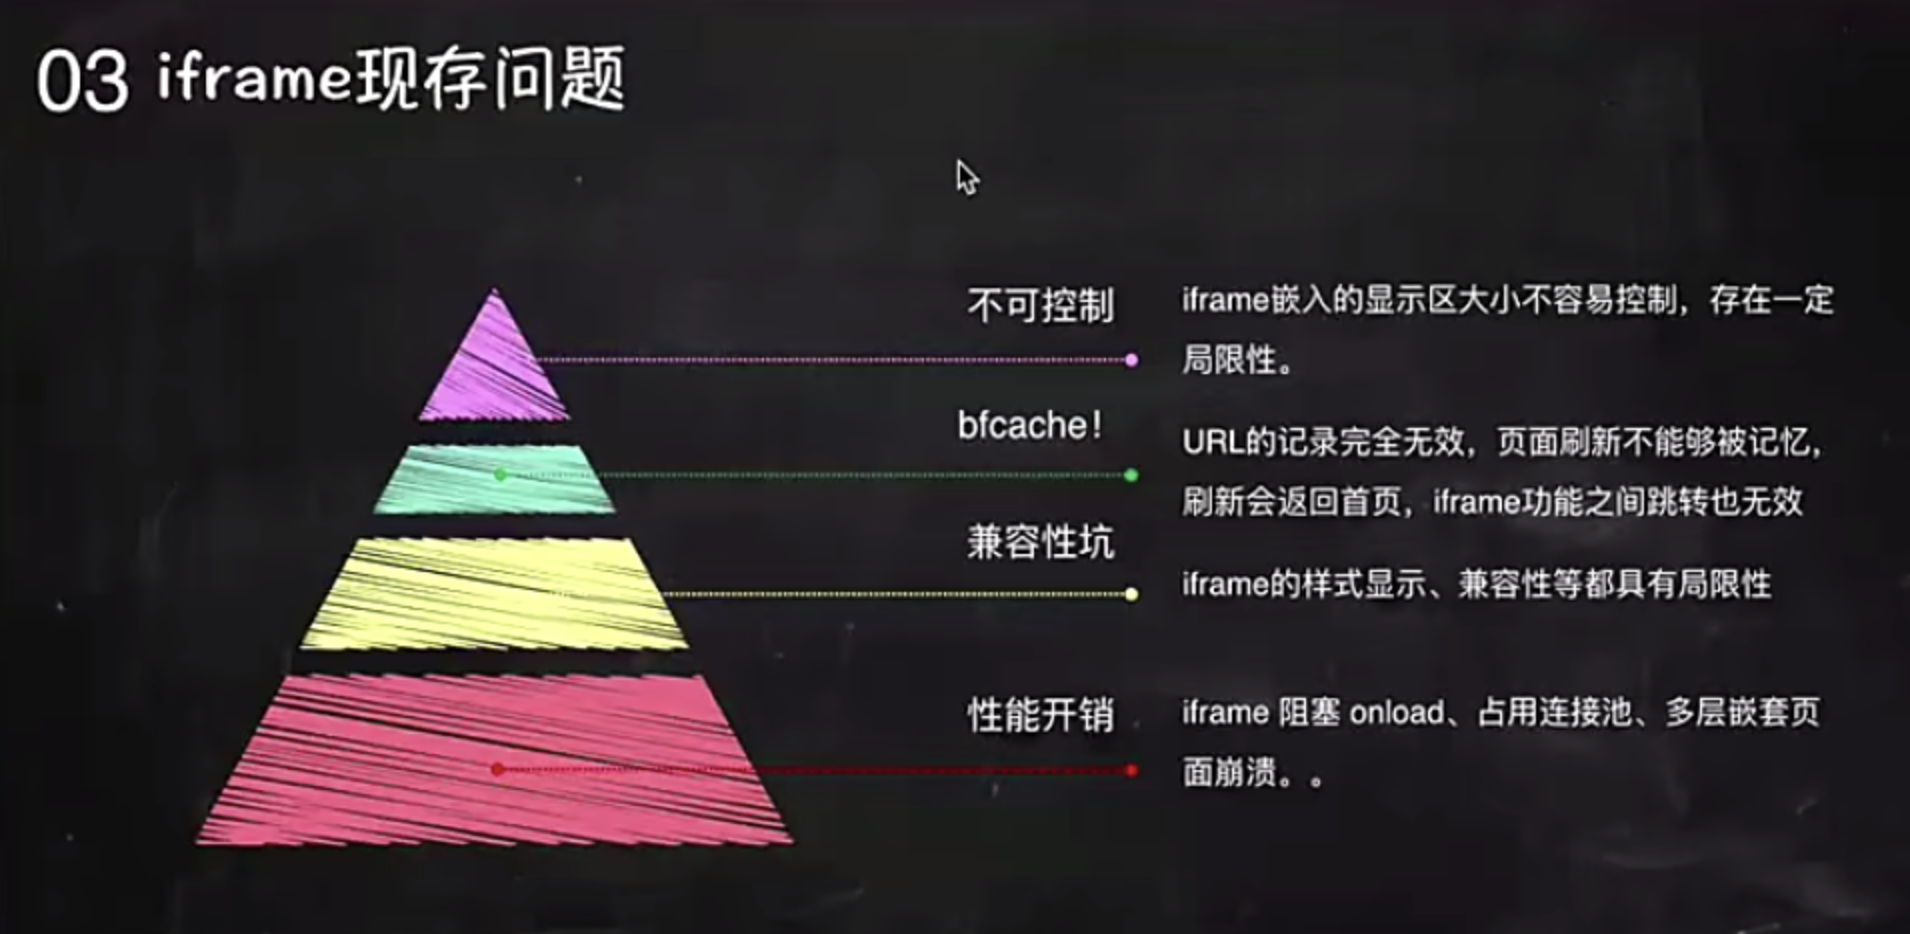 03 iframe现存问题
不可控制
iframe嵌入的显示区大小不容易控制，存在一定
局限性。
bfcache！
URL的记录完全无效，页面刷新不能够被记忆，
刷新会返回首页，iframe功能之间跳转也无效
兼容性坑
iframe的样式显示、兼容性等都具有局限性
性能开销
iframe 阻塞 onload、占用连接池、多层嵌套页
面崩溃。。